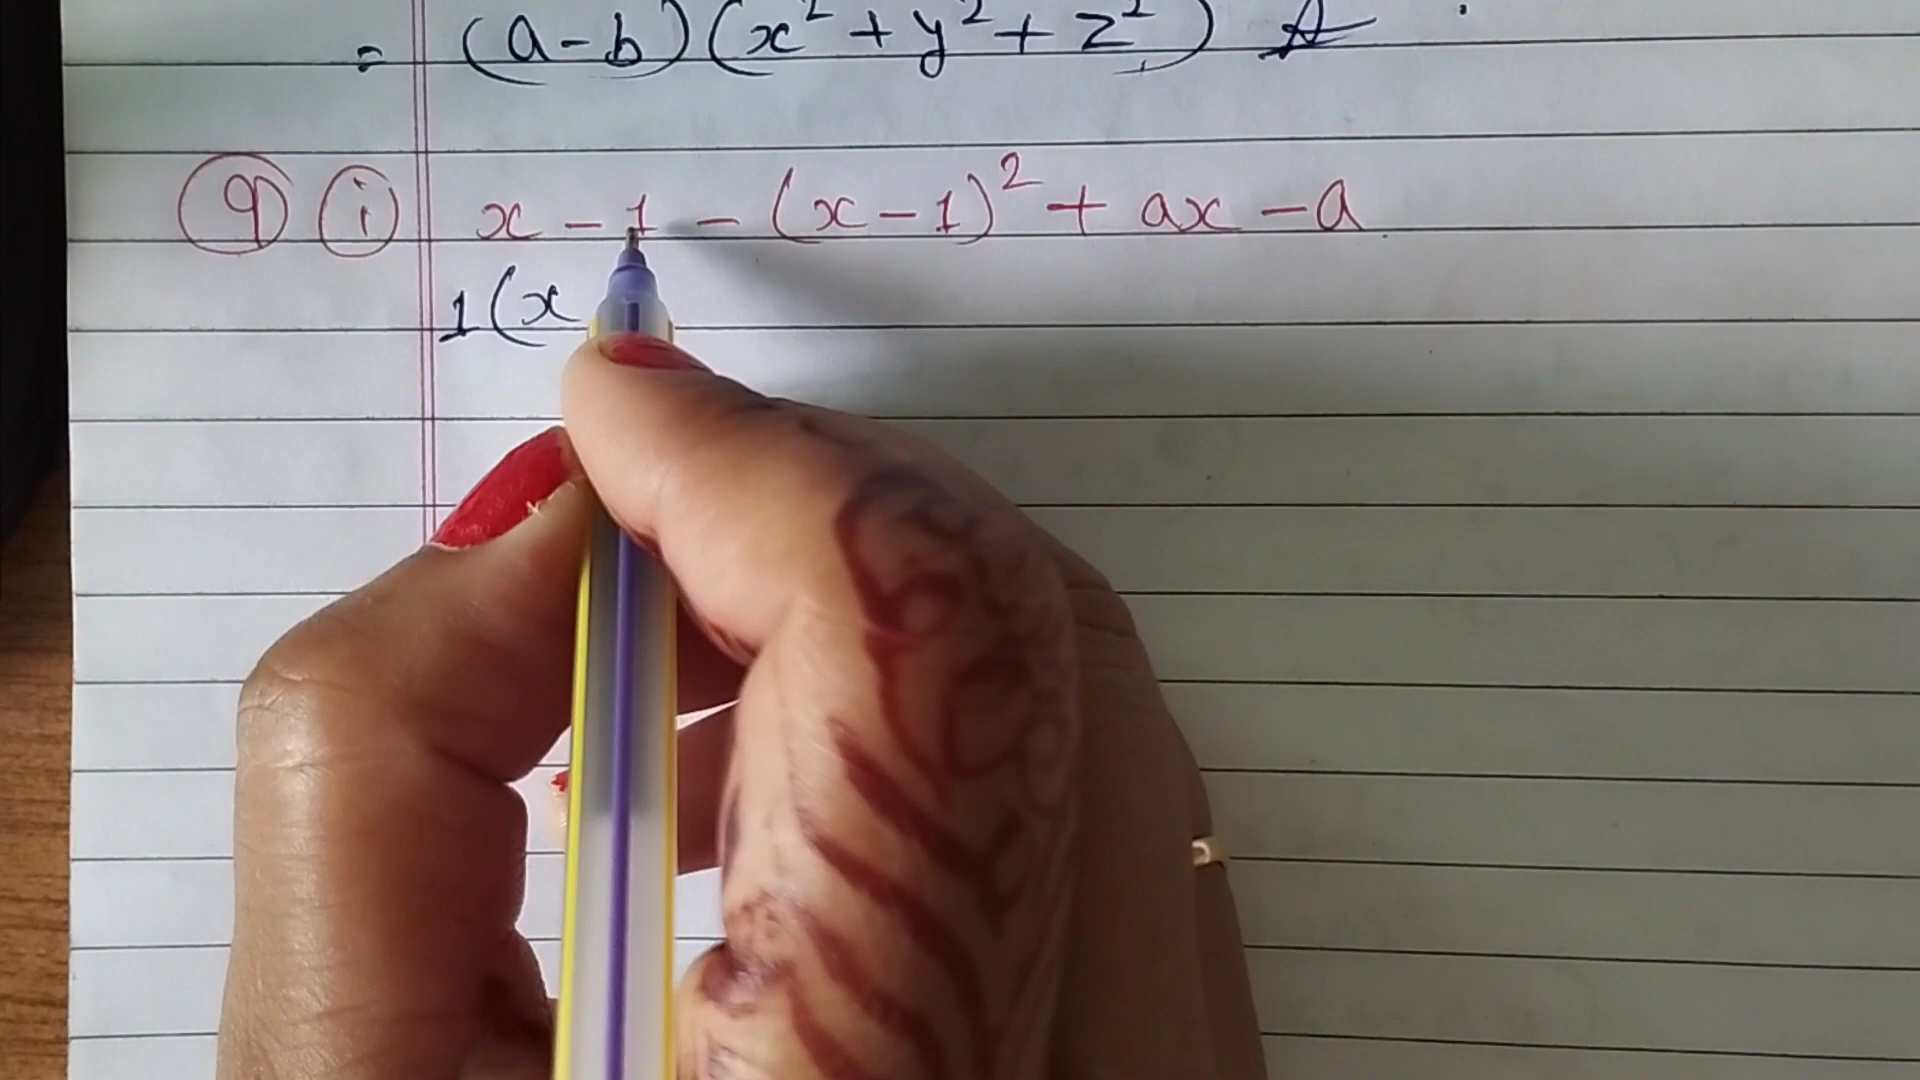 = (a-b)(x²+y²+z²)
9 i x - 1 - (x-1)² + ax - a
1(x